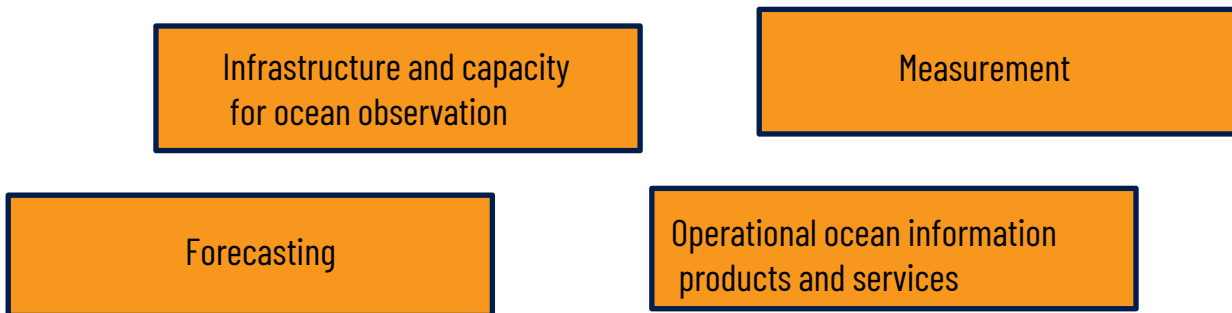 Infrastructure and capacity
for ocean observation
Measurement
Forecasting
Operational ocean information
products and services